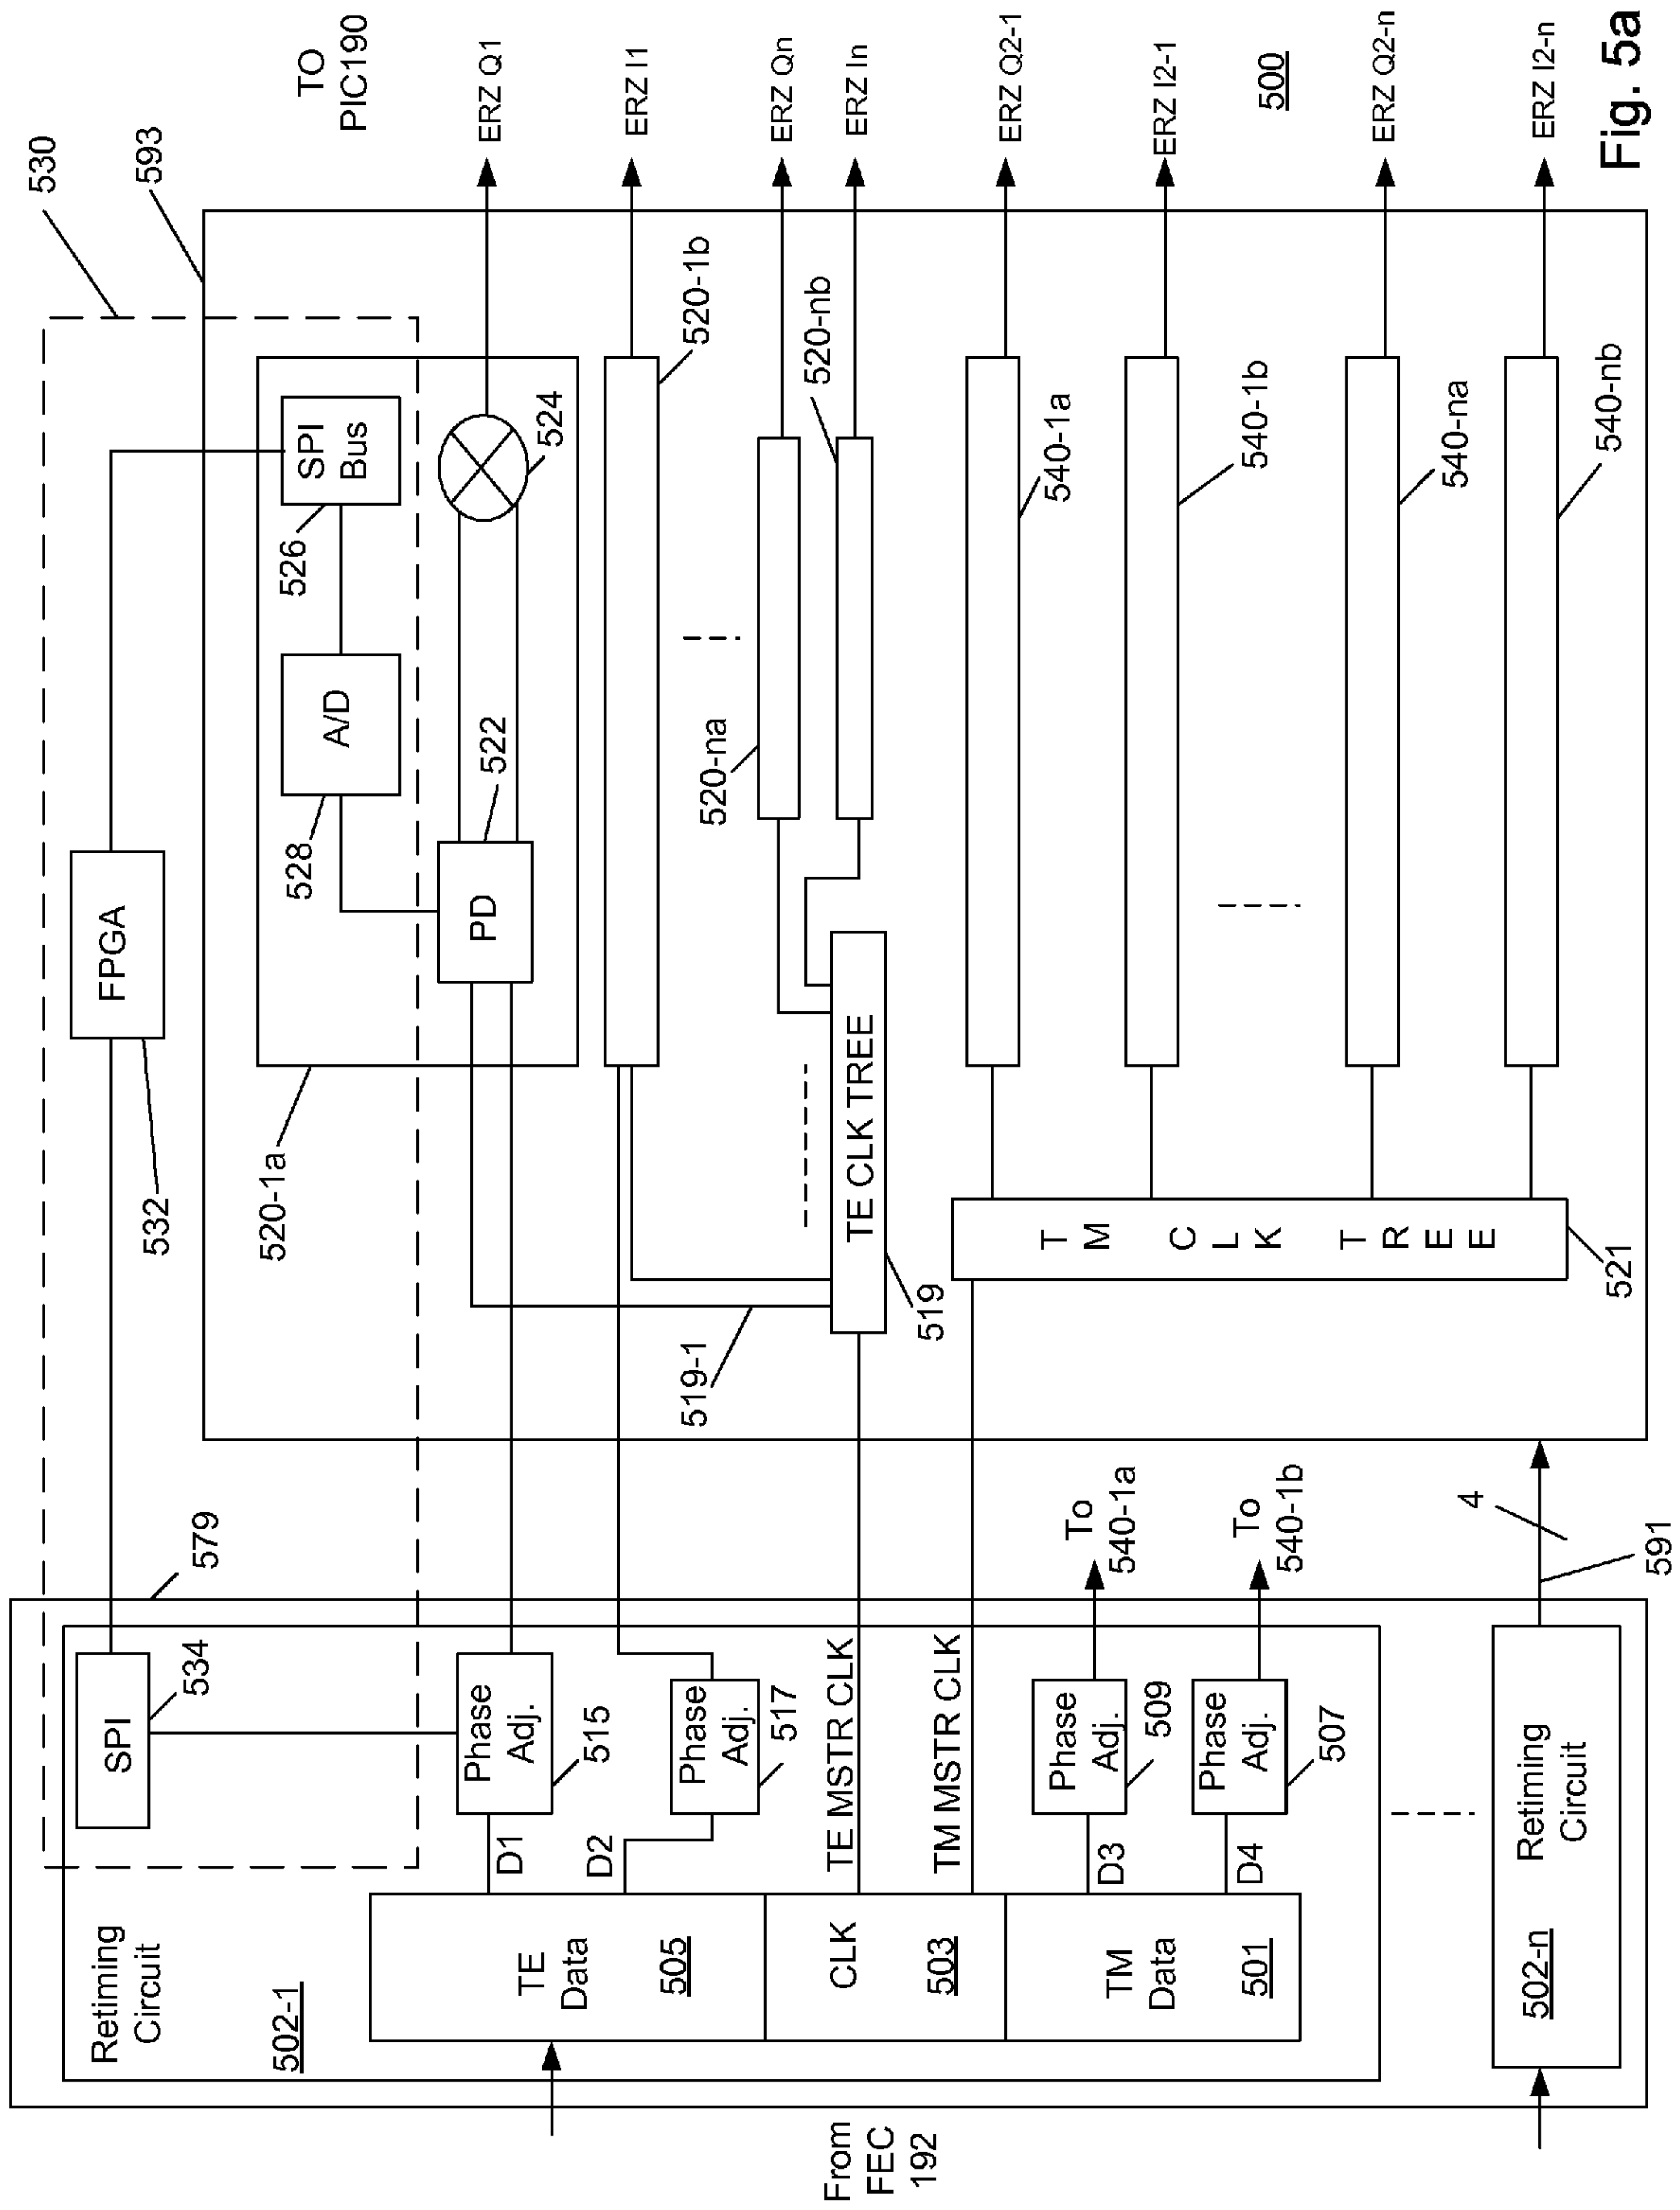 530
593
TO
PIC190
532
FPGA
528
A/D
526
SPI
Bus
520-1a
PD
522
524
ERZ Q1
520-1b
ERZ I1
520-na
ERZ Qn
520-nb
ERZ In
519-1
TE CLK TREE
519
540-1a
ERZ Q2-1
540-1b
ERZ I2-1
540-na
ERZ Q2-n
540-nb
ERZ I2-n
TM CLK TREE
521
500
579
SPI
534
Retiming
Circuit
502-1
Phase
Adj.
515
D1
Phase
Adj.
517
D2
TE
Data
505
CLK
503
TM
Data
501
TE MSTR CLK
TM MSTR CLK
D3
Phase
Adj.
509
To
540-1a
D4
Phase
Adj.
507
To
540-1b
From
FEC
192
Retiming
Circuit
502-n
4
591
Fig. 5a